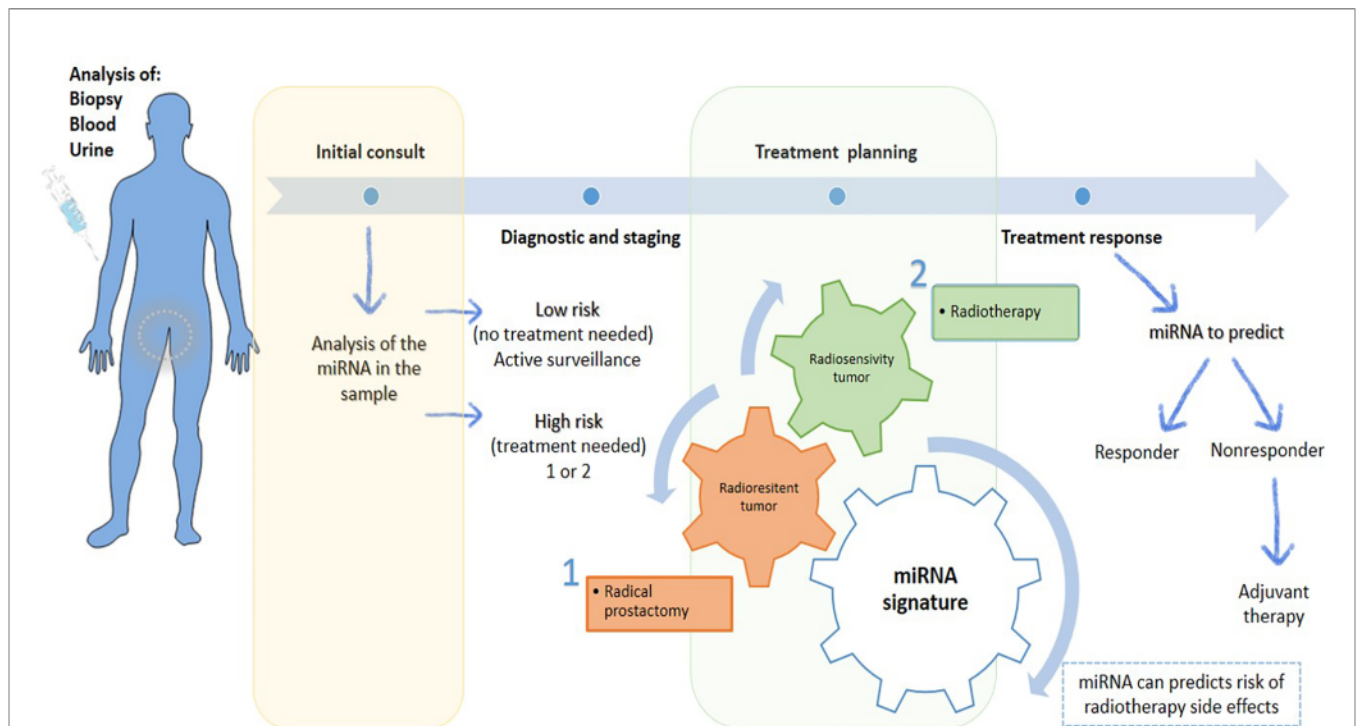 Analysis of:
Biopsy
Blood
Urine
Initial consult
Treatment planning
Diagnostic and staging
Treatment response
Analysis of the
miRNA in the
sample
Low risk
(no treatment needed)
Active surveillance
High risk
(treatment needed)
1 or 2
2
• Radiotherapy
Radiosensivity
tumor
Radioresitent
tumor
1
• Radical
prostactomy
miRNA
signature
miRNA to predict
Responder
Nonresponder
Adjuvant
therapy
miRNA can predicts risk of
radiotherapy side effects